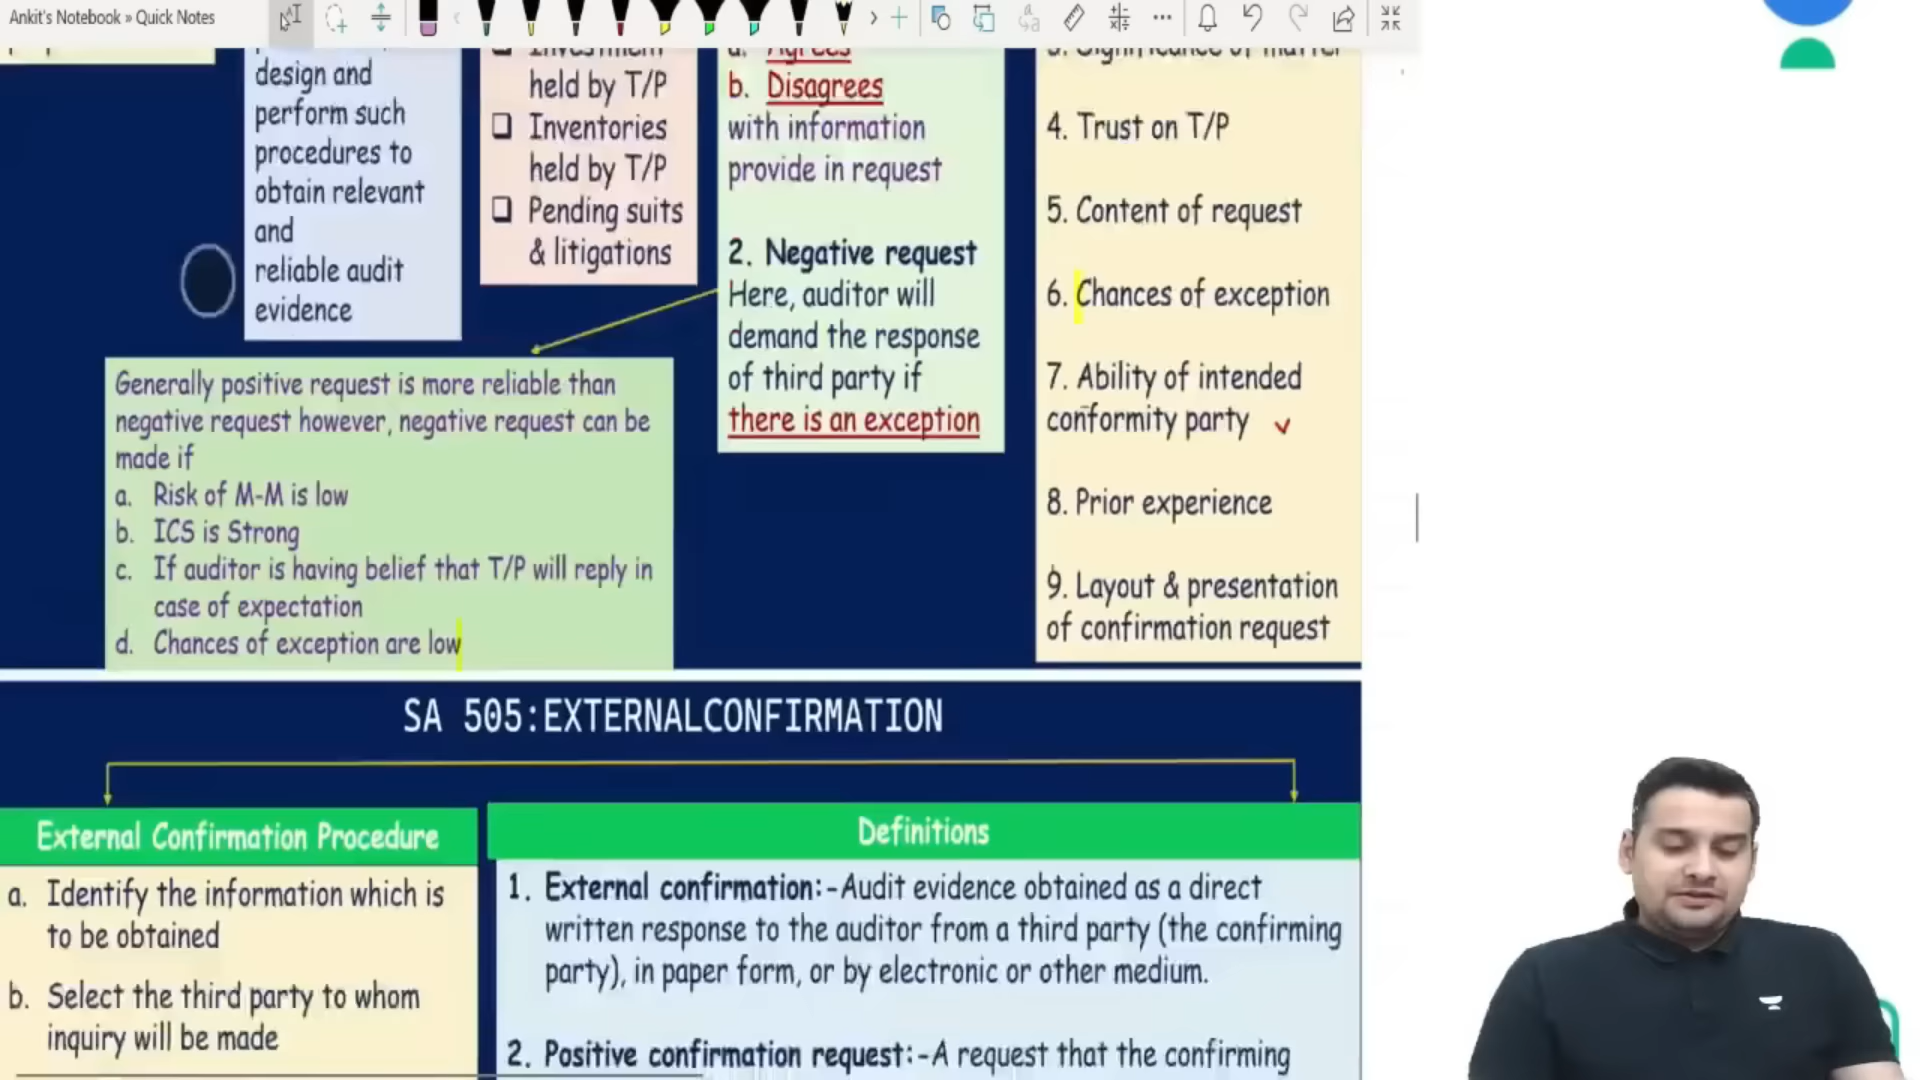 Ankit's Notebook » Quick Notes
design and
perform such
procedures to
obtain relevant
and
reliable audit
evidence
Investment
held by T/P
Inventories
held by T/P
Pending suits
& litigations
a. Agrees
b. Disagrees
with information
provide in request
2. Negative request
Here, auditor will
demand the response
of third party if
there is an exception
3. Significance of matter
4. Trust on T/P
5. Content of request
6. Chances of exception
7. Ability of intended
conformity party
8. Prior experience
9. Layout & presentation
of confirmation request
Generally positive request is more reliable than
negative request however, negative request can be
made if
a. Risk of M-M is low
b. ICS is Strong
c. If auditor is having belief that T/P will reply in
case of expectation
d. Chances of exception are low
SA 505:EXTERNALCONFIRMATION
External Confirmation Procedure
a. Identify the information which is
to be obtained
b. Select the third party to whom
inquiry will be made
Definitions
1. External confirmation:-Audit evidence obtained as a direct
written response to the auditor from a third party (the confirming
party), in paper form, or by electronic or other medium.
2. Positive confirmation request:-A request that the confirming